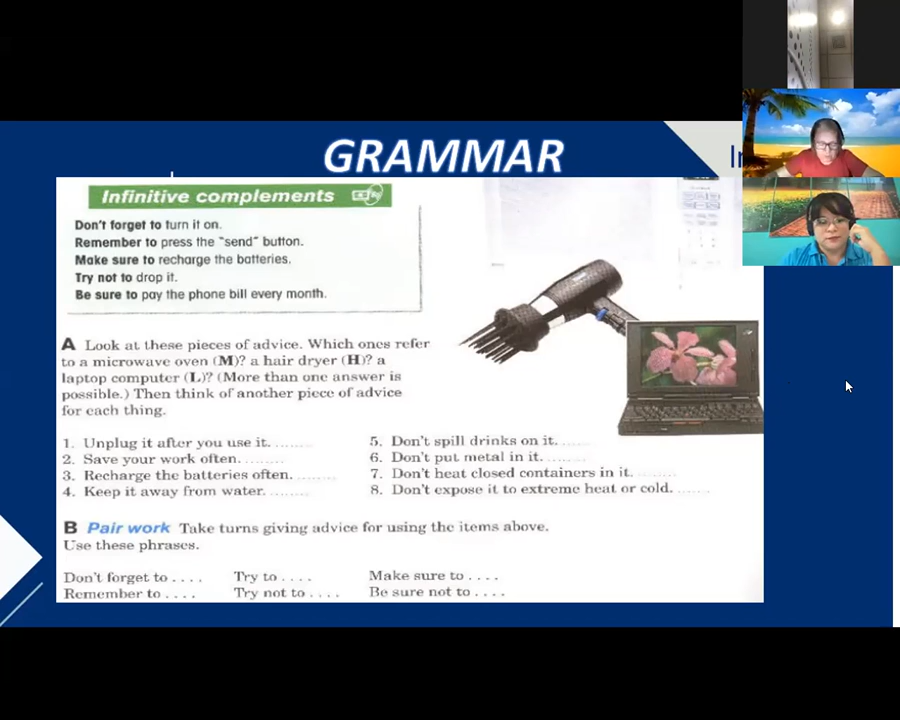 GRAMMAR
Infinitive complements
Don't forget to turn it on.
Remember to press the "send" button.
Make sure to recharge the batteries.
Try not to drop it.
Be sure to pay the phone bill every month.
A Look at these pieces of advice. Which ones refer
to a microwave oven (M)? a hair dryer (H)? a
laptop computer (L)? (More than one answer is
possible.) Then think of another piece of advice
for each thing.
1. Unplug it after you use it. ........
2. Save your work often. ........
3. Recharge the batteries often. ........
4. Keep it away from water. ........
5. Don't spill drinks on it. ........
6. Don't put metal in it. ........
7. Don't heat closed containers in it. ........
8. Don't expose it to extreme heat or cold. ........
B Pair work Take turns giving advice for using the items above.
Use these phrases.
Don't forget to . . . . Try to . . . . Make sure to . . . .
Remember to . . . . Try not to . . . . Be sure not to . . . .